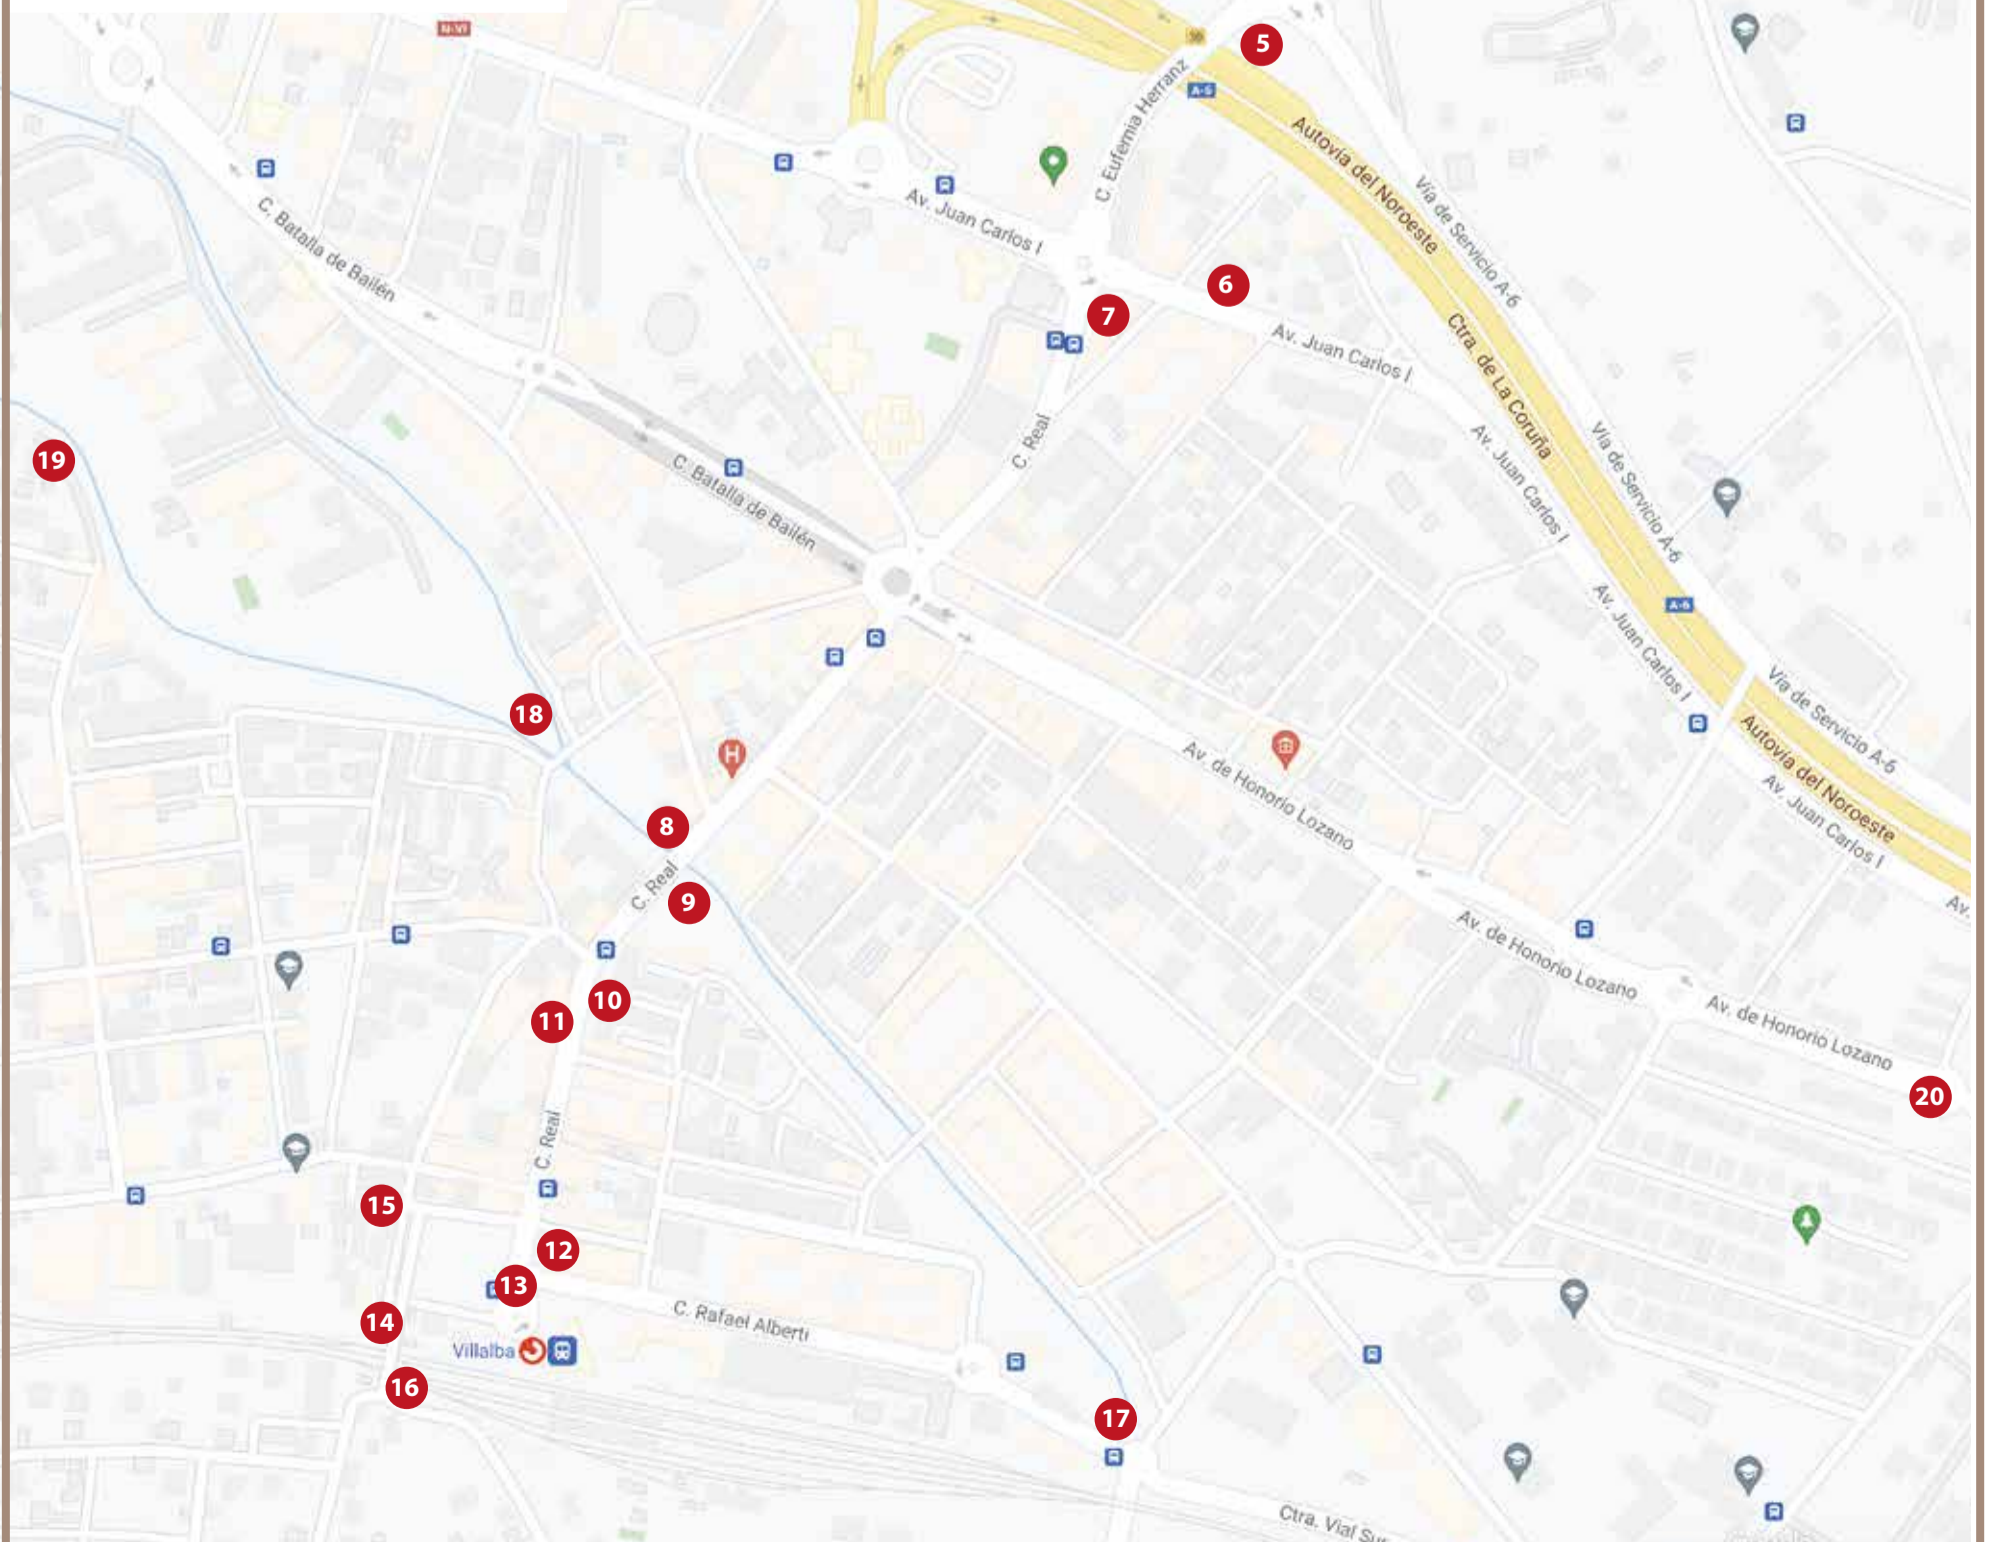 N-VI
5
A-6
C. Eufemia Herranz
Autovía del Noroeste
Vía de Servicio A-6
Av. Juan Carlos I
C. Batalla de Bailén
6
7
Av. Juan Carlos I
Ctra. de La Coruña
C. Real
19
C. Batalla de Bailén
Av. Juan Carlos I
Vía de Servicio A-6
A-6
Av. Juan Carlos I
18
H
Vía de Servicio A-6
Autovía del Noroeste
Av. de Honorio Lozano
Av. Juan Carlos I
8
C. Real
9
Av.
Av. de Honorio Lozano
10
11
Av. de Honorio Lozano
20
C. Real
15
12
13
14
C. Rafael Alberti
Villalba
16
17
Ctra. Vial